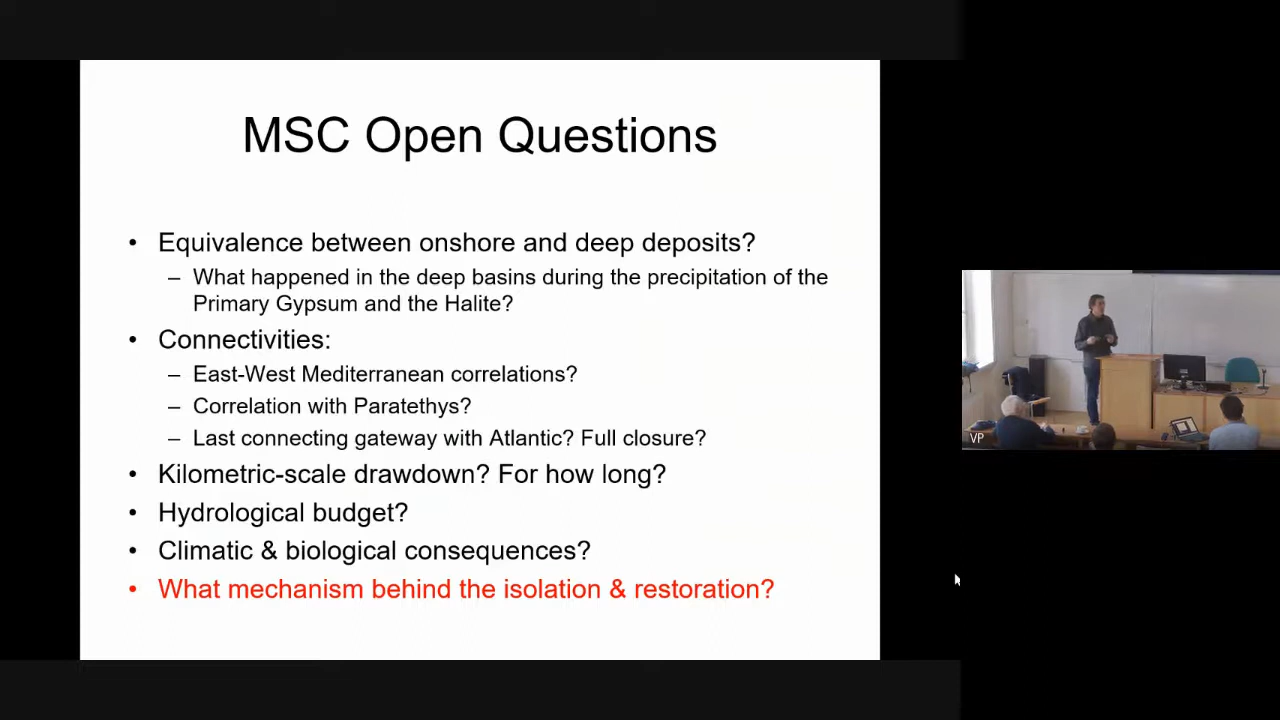 MSC Open Questions
• Equivalence between onshore and deep deposits?
– What happened in the deep basins during the precipitation of the
Primary Gypsum and the Halite?
• Connectivities:
– East-West Mediterranean correlations?
– Correlation with Paratethys?
– Last connecting gateway with Atlantic? Full closure?
• Kilometric-scale drawdown? For how long?
• Hydrological budget?
• Climatic & biological consequences?
• What mechanism behind the isolation & restoration?
VP